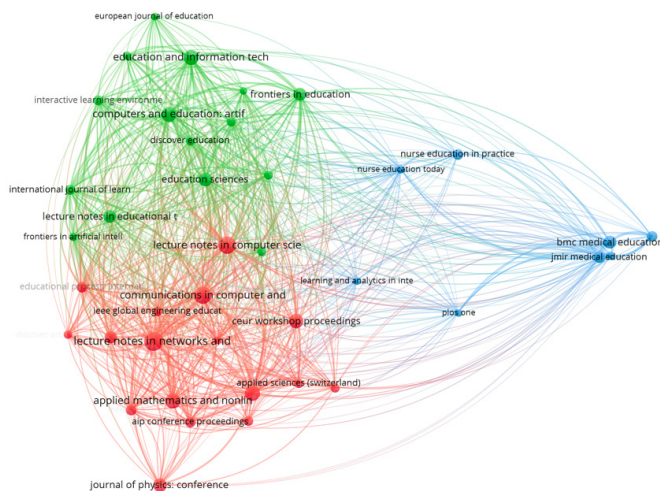 european journal of education
education and information tech
frontiers in education
interactive learning environme
computers and education: artif
discover education
nurse education in practice
nurse education today
education sciences
international journal of learn
lecture notes in educational t
frontiers in artificial intell
lecture notes in computer scie
bmc medical education
jmir medical education
learning and analytics in inte
educational process: internat
communications in computer and
ieee global engineering educat
plos one
ceur workshop proceedings
lecture notes in networks and
applied sciences (switzerland)
applied mathematics and nonlin
aip conference proceedings
journal of physics: conference